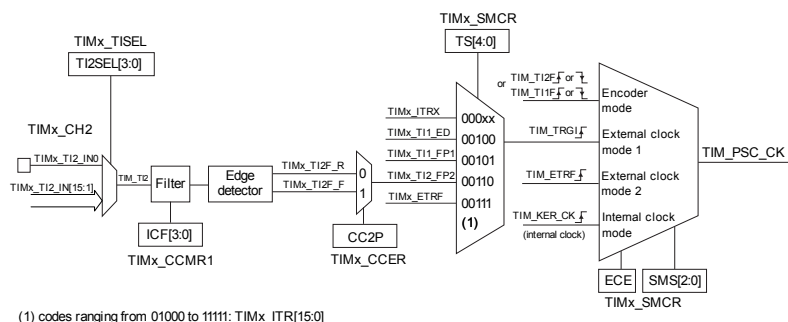 TIMx_SMCR
TIMx_TISEL
TS[4:0]
TI2SEL[3:0]
or TIM_TI2F or
TIM_TI1F or
Encoder mode
TIMx_CH2
TIMx_ITRX
000xx
TIMx_TI1_ED
00100
TIM_TRGI
External clock mode 1
TIM_PSC_CK
TIMx_TI2_IN0
TIMx_TI2_IN[15:1]
TIM_TI2
Filter
Edge detector
TIMx_TI2F_R
0
TIMx_TI2F_F
1
TIMx_TI1_FP1
00101
TIMx_TI2_FP2
00110
TIMx_ETRF
00111
(1)
TIM_ETRF
External clock mode 2
TIM_KER_CK
(internal clock)
Internal clock mode
ICF[3:0]
TIMx_CCMR1
CC2P
TIMx_CCER
ECE
SMS[2:0]
TIMx_SMCR
(1) codes ranging from 01000 to 11111: TIMx_ITR[15:0]